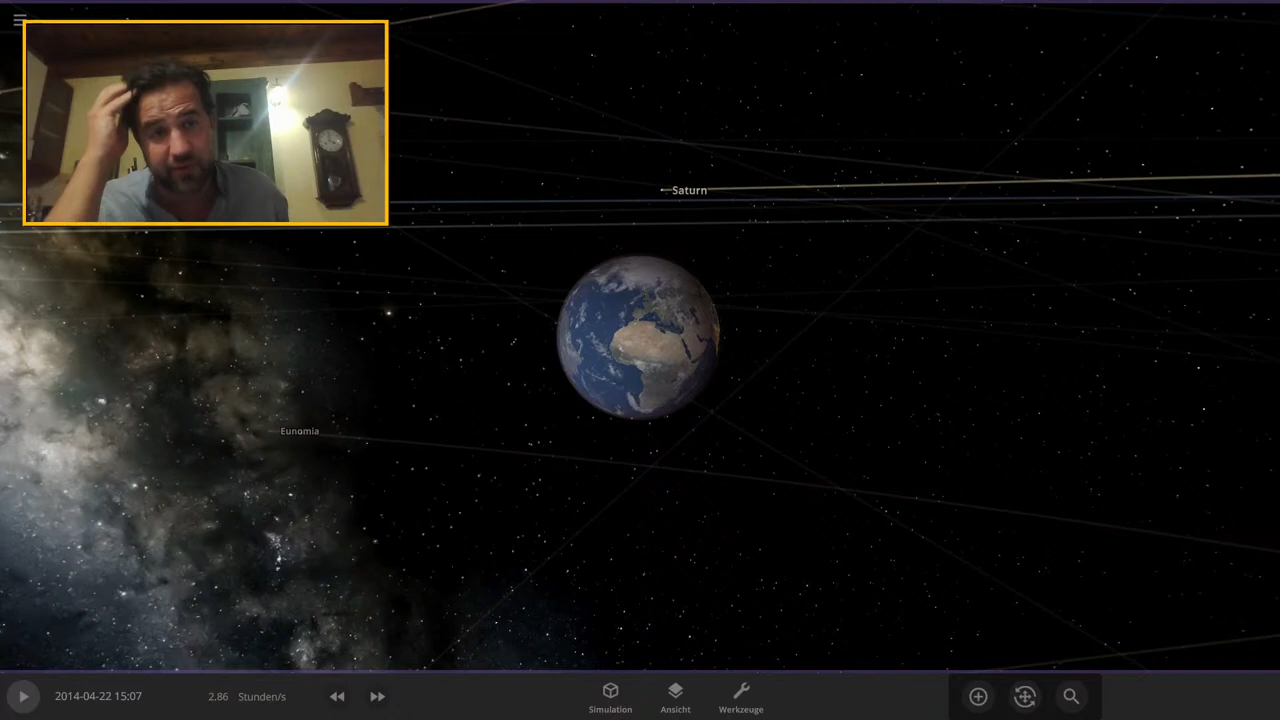 Saturn
Eunomia
2014-04-22 15:07
2.86 Stunden/s
Simulation
Ansicht
Werkzeuge